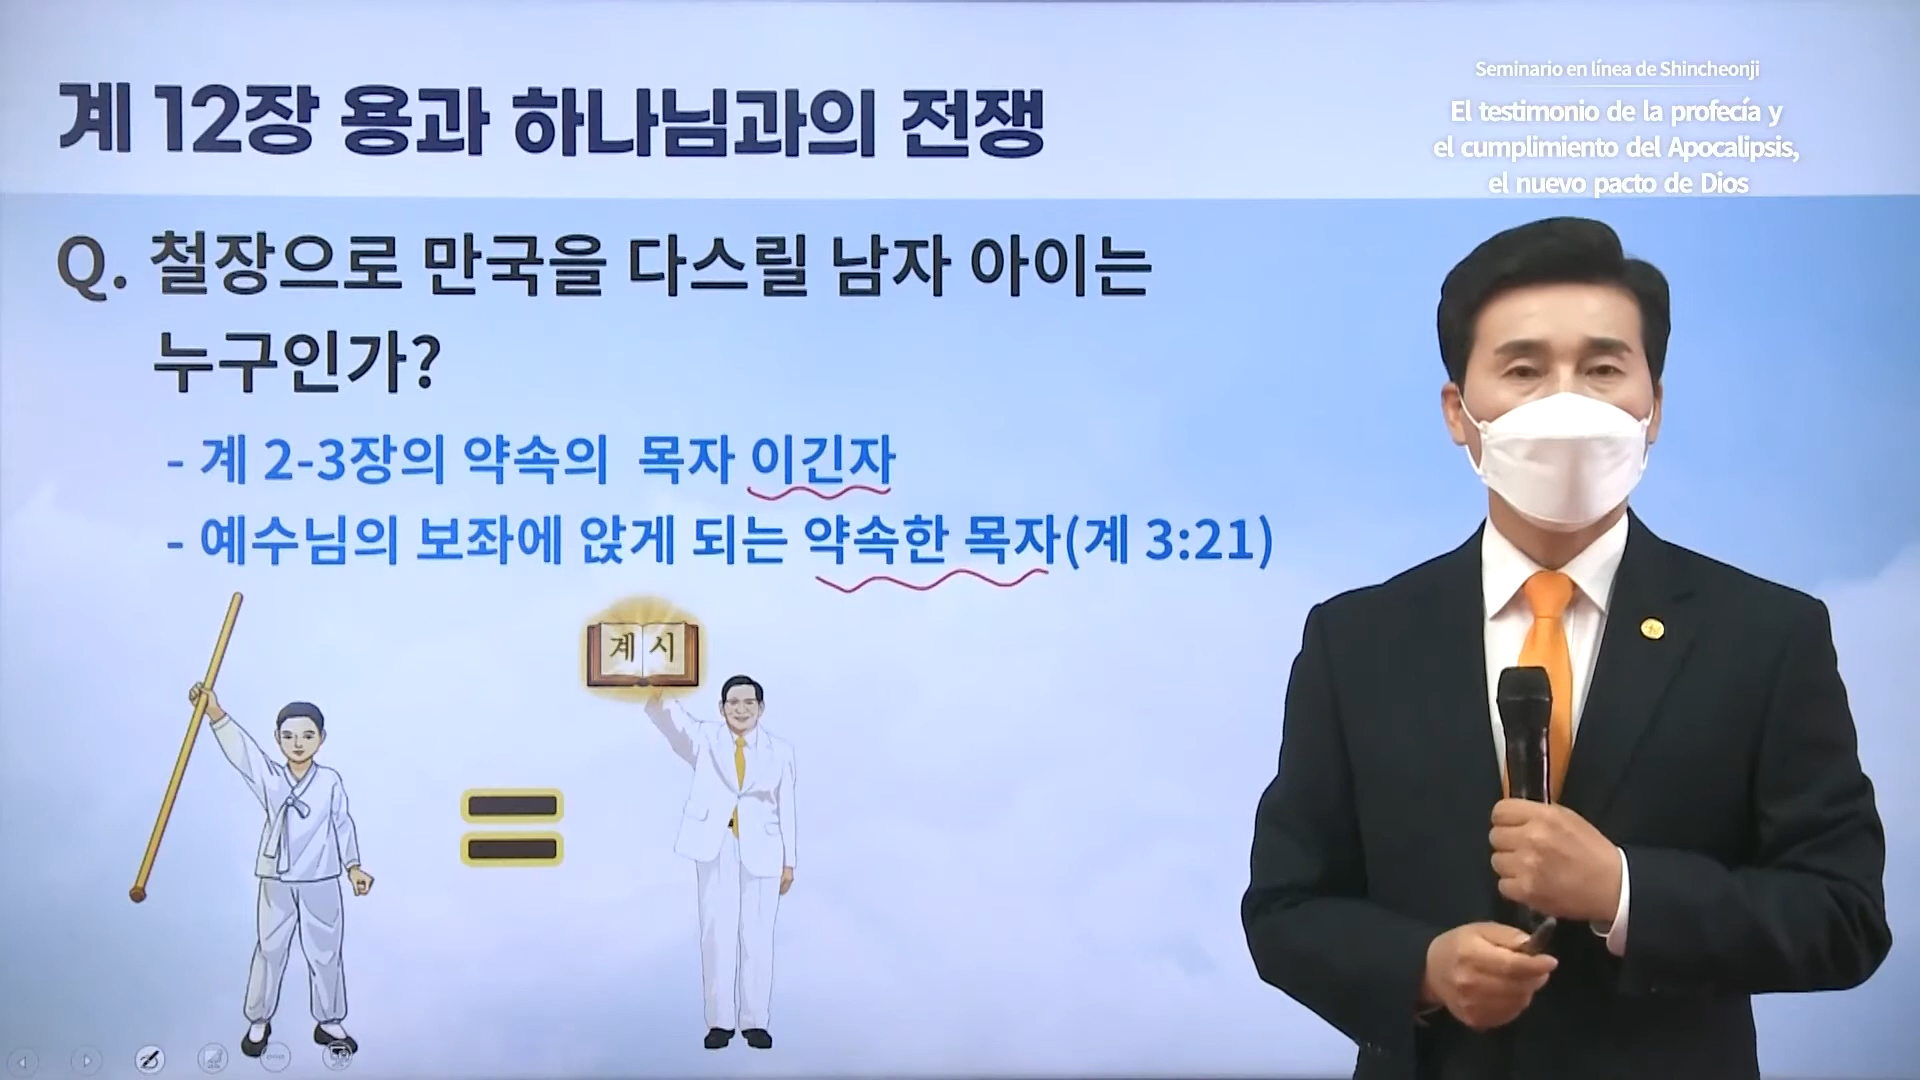 계 12장 용과 하나님과의 전쟁
Seminario en línea de Shincheonji
El testimonio de la profecía y
el cumplimiento del Apocalipsis,
el nuevo pacto de Dios
Q. 철장으로 만국을 다스릴 남자 아이는
누구인가?
- 계 2-3장의 약속의 목자 이긴자
- 예수님의 보좌에 앉게 되는 약속한 목자(계 3:21)
계시